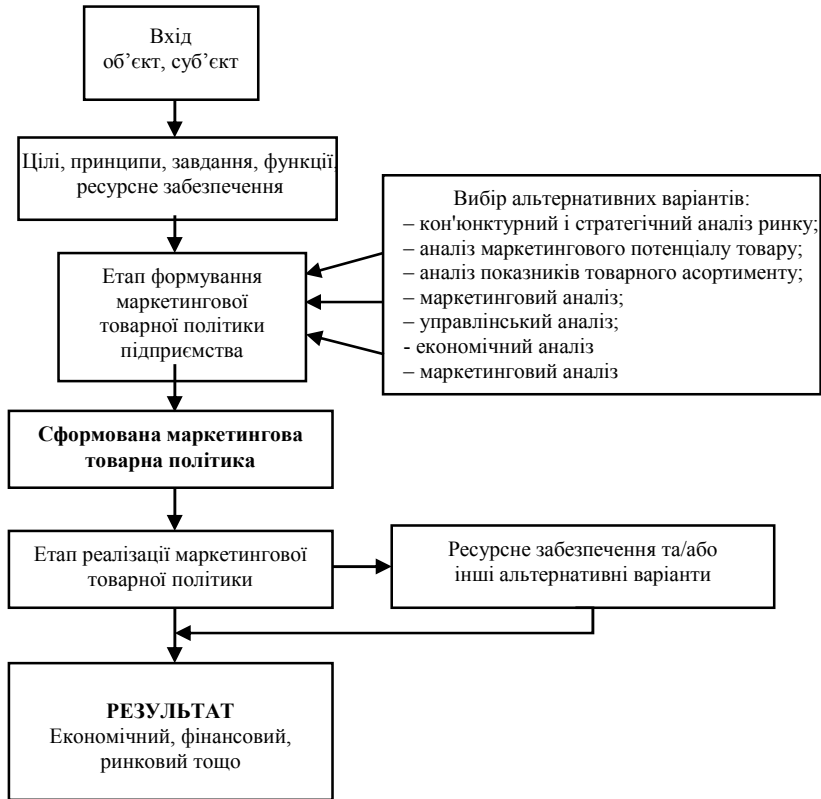 Вхід
об’єкт, суб’єкт
Цілі, принципи, завдання, функції,
ресурсне забезпечення
Вибір альтернативних варіантів:
– кон'юнктурний і стратегічний аналіз ринку;
– аналіз маркетингового потенціалу товару;
– аналіз показників товарного асортименту;
– маркетинговий аналіз;
– управлінський аналіз;
- економічний аналіз
– маркетинговий аналіз
Етап формування
маркетингової
товарної політики
підприємства
Сформована маркетингова
товарна політика
Етап реалізації маркетингової
товарної політики
Ресурсне забезпечення та/або
інші альтернативні варіанти
РЕЗУЛЬТАТ
Економічний, фінансовий,
ринковий тощо